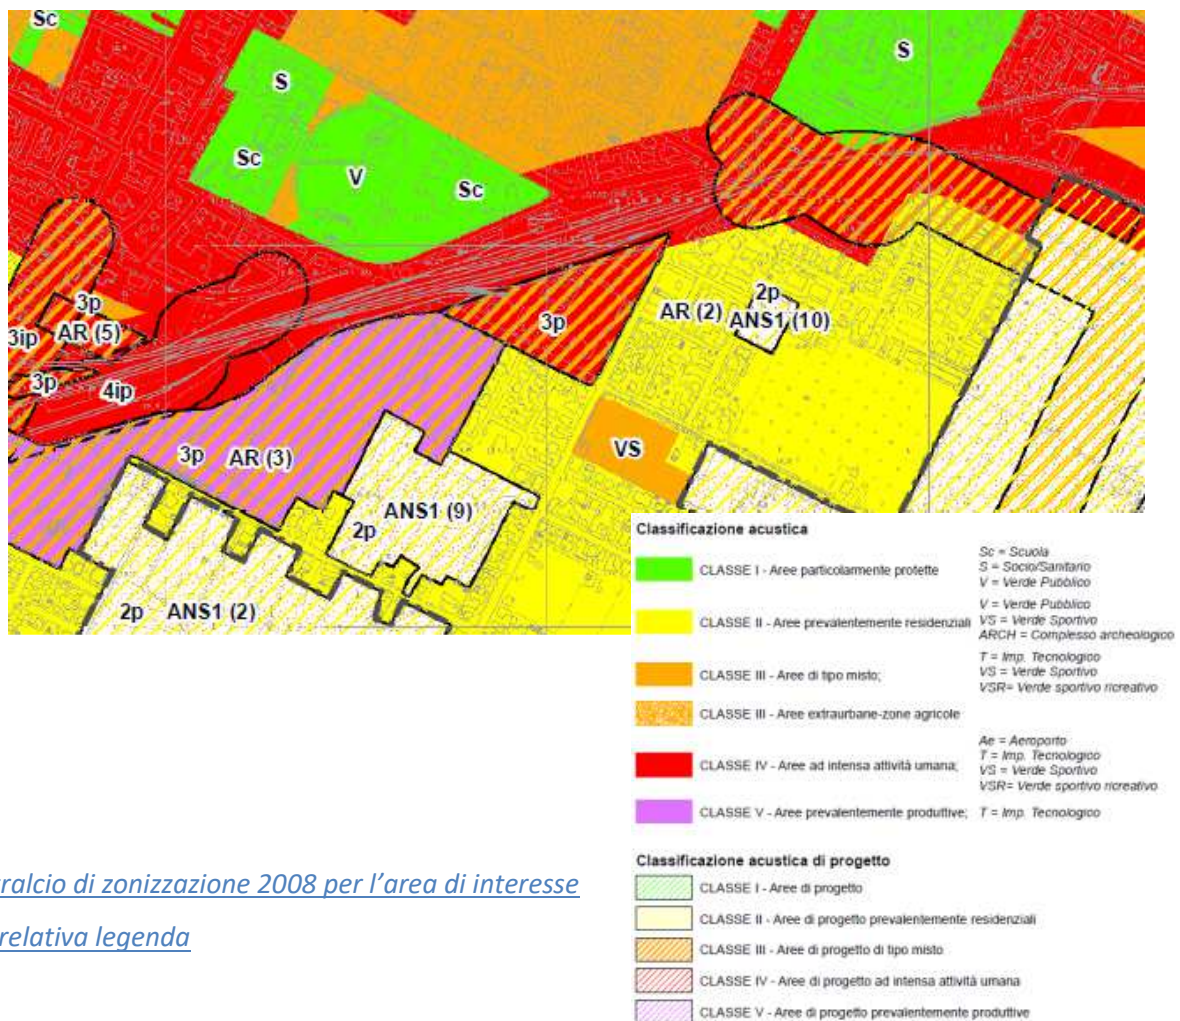 Sc
S
S
Sc
V
Sc
3p
AR (5)
3ip
3p
4ip
3p
AR (2)
2p
ANS1 (10)
VS
3p
AR (3)
ANS1 (9)
2p
2p
ANS1 (2)
Classificazione acustica
CLASSE I - Aree particolarmente protette
Sc = Scuola
S = Socio/Sanitario
V = Verde Pubblico
CLASSE II - Aree prevalentemente residenziali
V = Verde Pubblico
VS = Verde Sportivo
ARCH = Complesso archeologico
CLASSE III - Aree di tipo misto;
T = Imp. Tecnologico
VS = Verde Sportivo
VSR= Verde sportivo ricreativo
CLASSE III - Aree extraurbane-zone agricole
CLASSE IV - Aree ad intensa attività umana;
Ae = Aeroporto
T = Imp. Tecnologico
VS = Verde Sportivo
VSR= Verde sportivo ricreativo
CLASSE V - Aree prevalentemente produttive;
T = Imp. Tecnologico
Classificazione acustica di progetto
CLASSE I - Aree di progetto
CLASSE II - Aree di progetto prevalentemente residenziali
CLASSE III - Aree di progetto di tipo misto
CLASSE IV - Aree di progetto ad intensa attività umana
CLASSE V - Aree di progetto prevalentemente produttive
ralcio di zonizzazione 2008 per l'area di interesse
relativa legenda